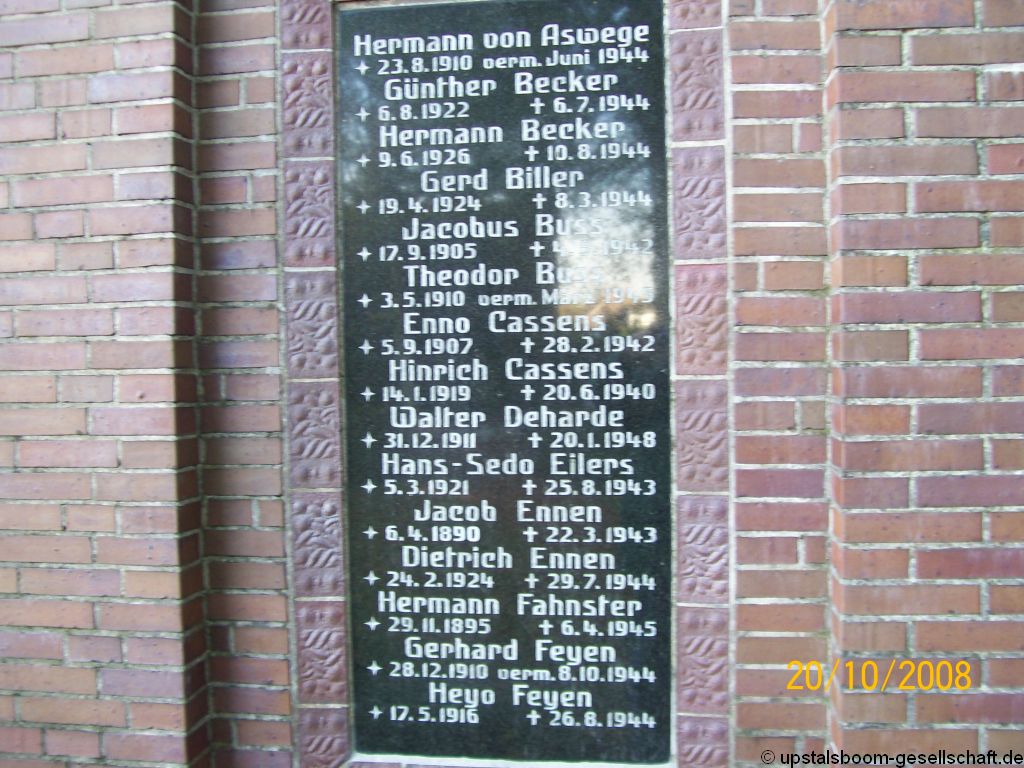 Hermann von Aswege
23.8.1910 verm. Juni 1944
Günther Becker
6.8.1922 ✝ 6.7.1944
Hermann Becker
9.6.1926 ✝ 10.8.1944
Gerd Biller
19.4.1924 ✝ 8.3.1944
Jacobus Buss
17.9.1905 ✝ 1942
Theodor Buss
3.5.1910 verm. März
Enno Cassens
5.9.1907 ✝ 28.2.1942
Hinrich Cassens
14.1.1919 ✝ 20.6.1940
Walter Deharde
31.12.1911 ✝ 20.1.1948
Hans-Sedo Eilers
5.3.1921 ✝ 25.8.1943
Jacob Ennen
6.4.1890 ✝ 22.3.1943
Dietrich Ennen
24.2.1924 ✝ 29.7.1944
Hermann Fahnster
29.11.1895 ✝ 6.4.1945
Gerhard Feyen
28.12.1910 verm. 8.10.1944
Heyo Feyen
17.5.1916 ✝ 26.8.1944
20/10/2008
© upstalsboom-gesellschaft.de